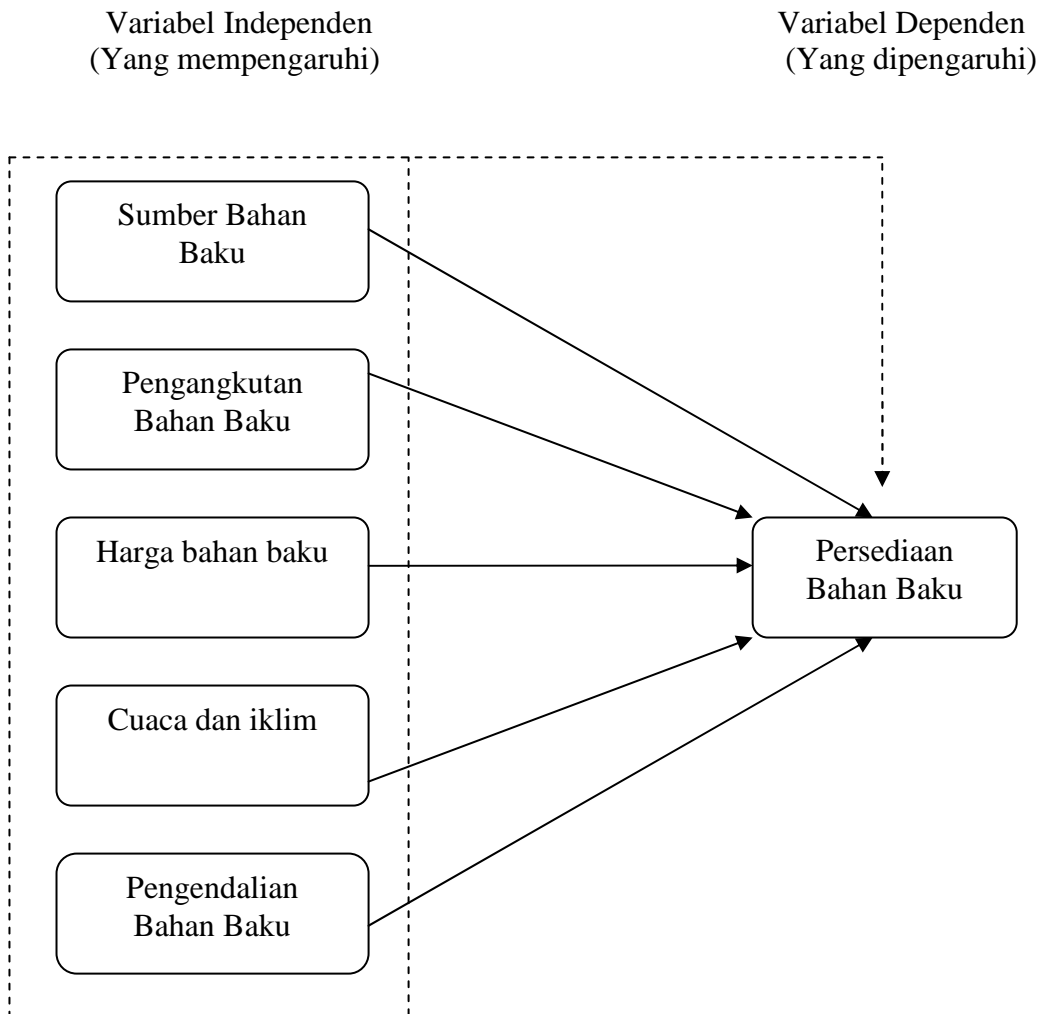 Variabel Independen
(Yang mempengaruhi)
Variabel Dependen
(Yang dipengaruhi)
Sumber Bahan
Baku
Pengangkutan
Bahan Baku
Harga bahan baku
Cuaca dan iklim
Pengendalian
Bahan Baku
Persediaan
Bahan Baku